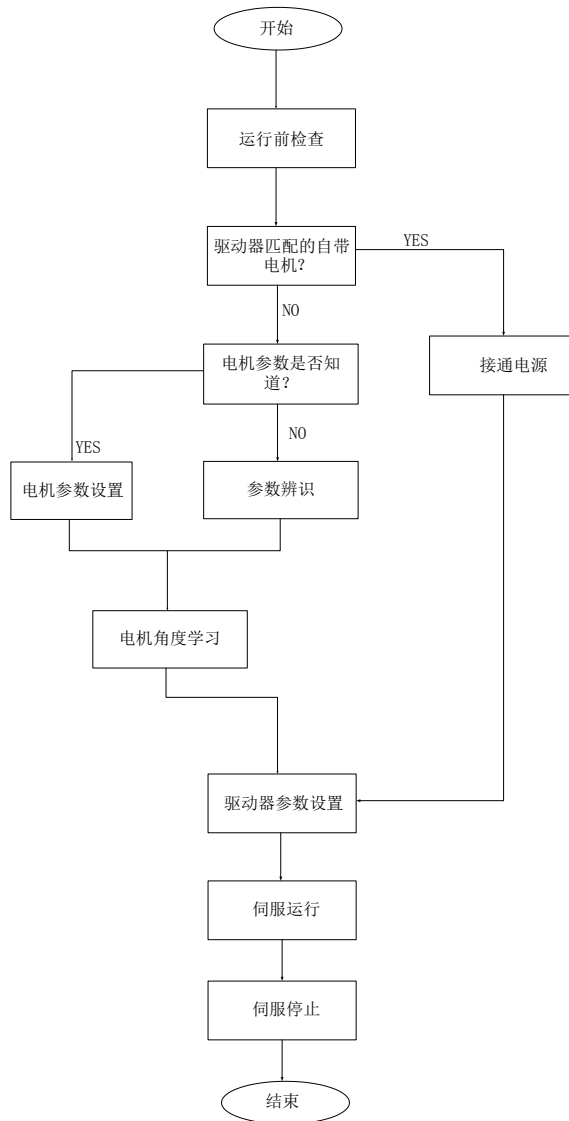 开始
运行前检查
驱动器匹配的自带
电机？
YES
NO
接通电源
电机参数是否知
道？
YES
NO
电机参数设置
参数辨识
电机角度学习
驱动器参数设置
伺服运行
伺服停止
结束